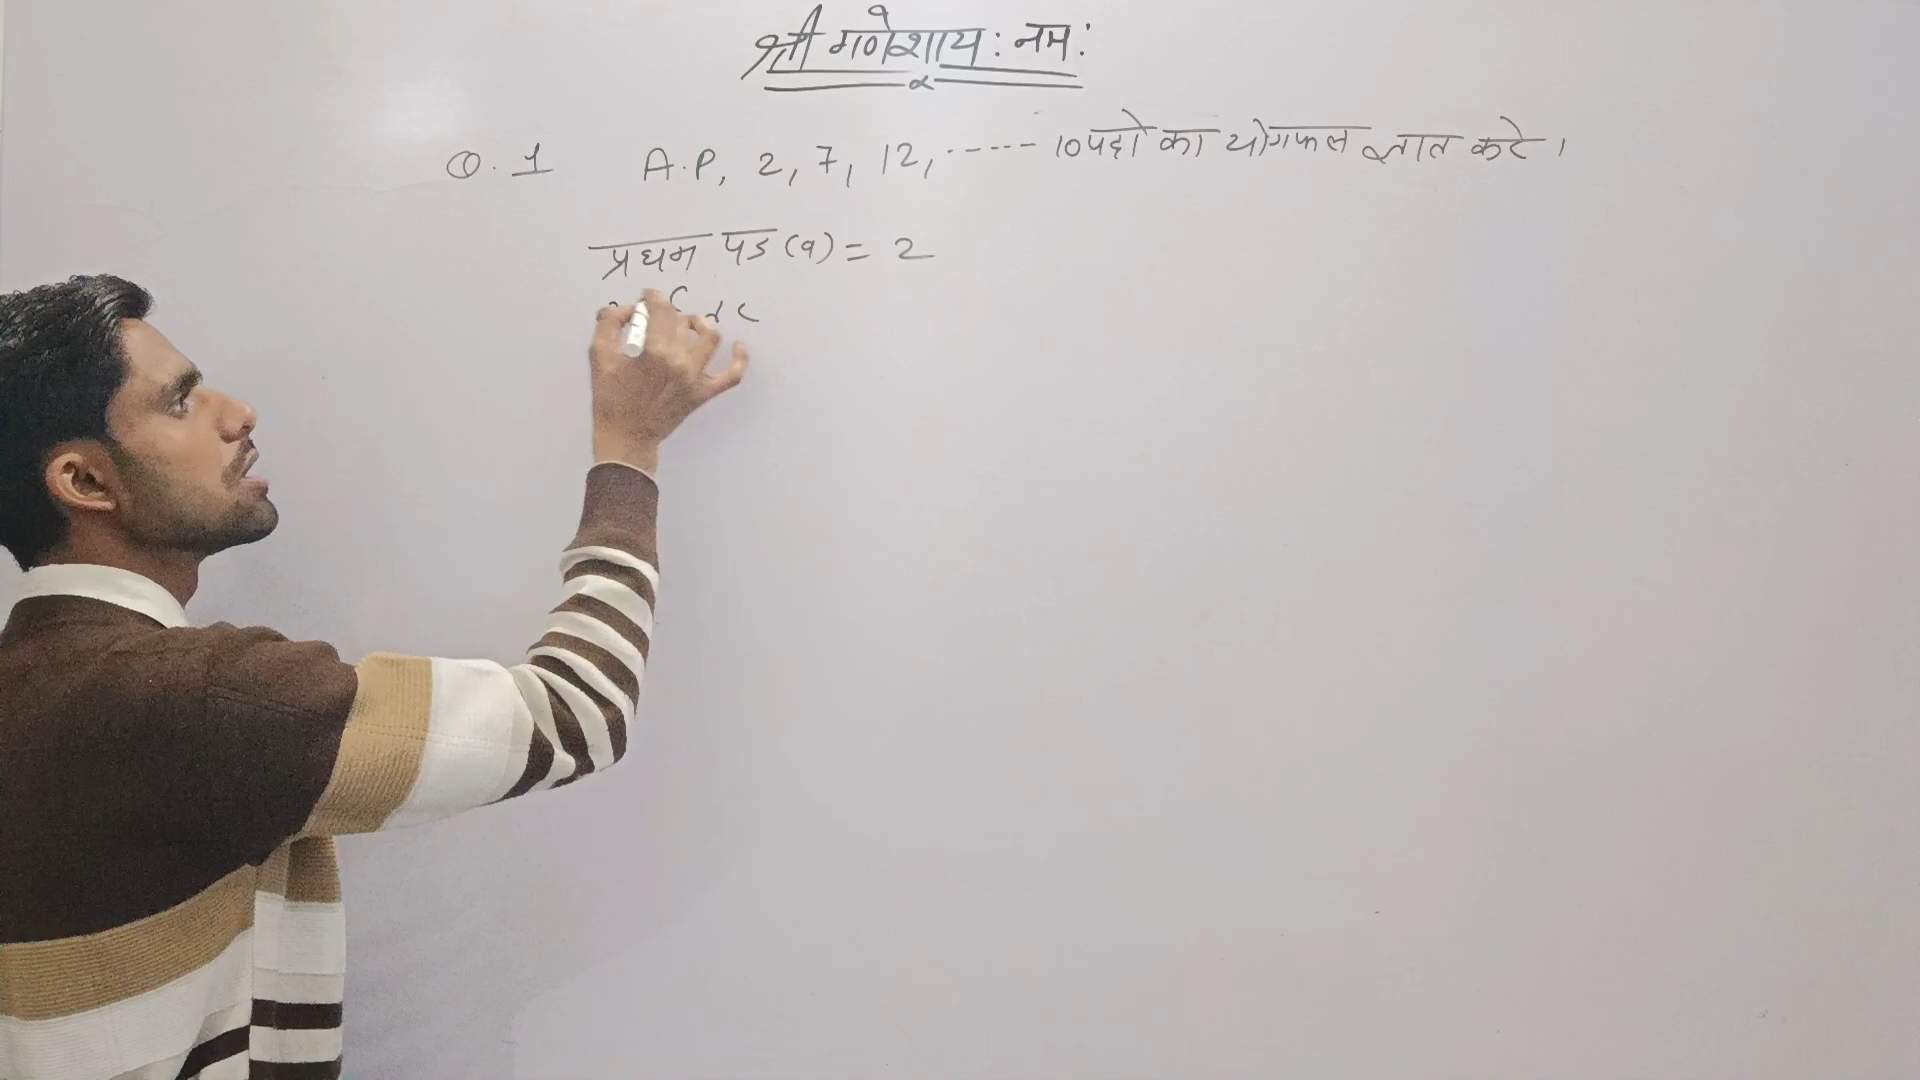 श्री गणेशाय: नम:
Q. 1 A.P, 2, 7, 12, ----- 10 पदो का योगफल ज्ञात करे।
प्रथम पद (a) = 2